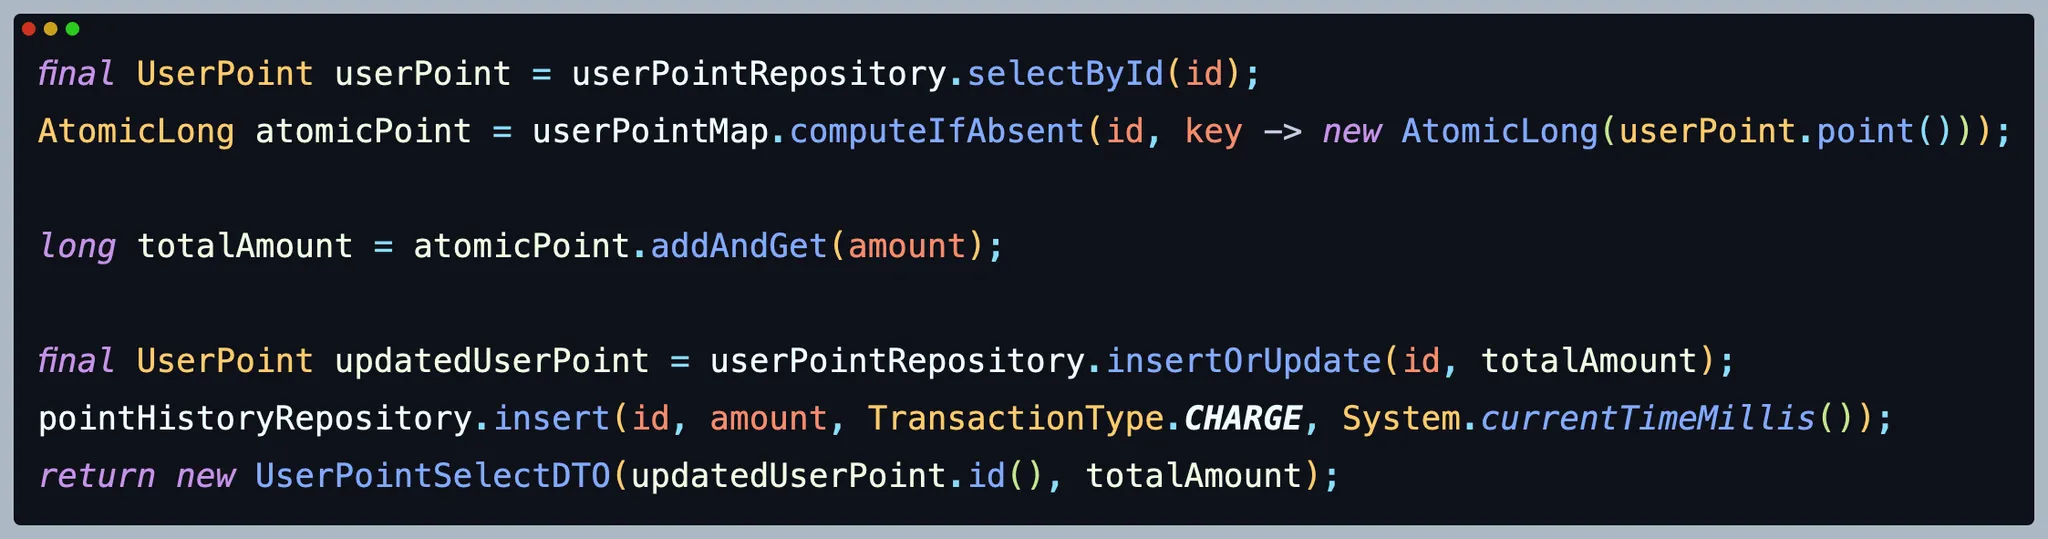 final UserPoint userPoint = userPointRepository.selectById(id);
AtomicLong atomicPoint = userPointMap.computeIfAbsent(id, key -> new AtomicLong(userPoint.point()));
long totalAmount = atomicPoint.addAndGet(amount);
final UserPoint updatedUserPoint = userPointRepository.insertOrUpdate(id, totalAmount);
pointHistoryRepository.insert(id, amount, TransactionType.CHARGE, System.currentTimeMillis());
return new UserPointSelectDTO(updatedUserPoint.id(), totalAmount);